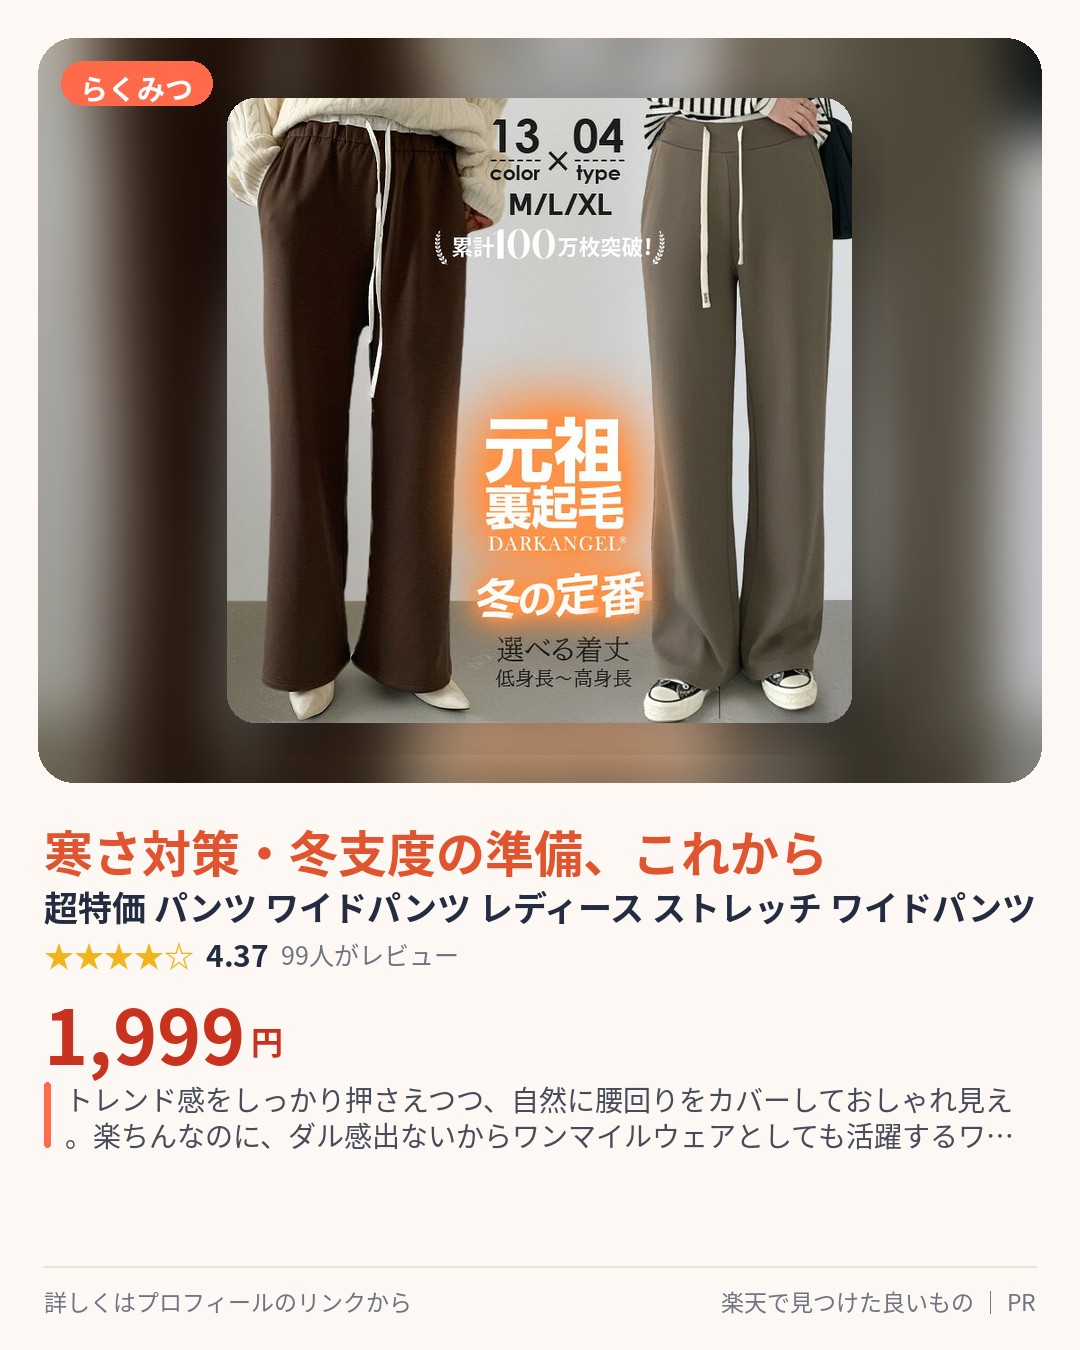 らくみつ
13 × 04
color type
M/L/XL
累計100万枚突破!
元祖
裏起毛
DARKANGEL®
冬の定番
選べる着丈
低身長～高身長
寒さ対策・冬支度の準備、これから
超特価 パンツ ワイドパンツ レディース ストレッチ ワイドパンツ
★★★★☆ 4.37 99人がレビュー
1,999円
トレンド感をしっかり押さえつつ、自然に腰回りをカバーしておしゃれ見え
。楽ちんなのに、ダル感出ないからワンマイルウェアとしても活躍するワ…
詳しくはプロフィールのリンクから
楽天で見つけた良いもの｜PR